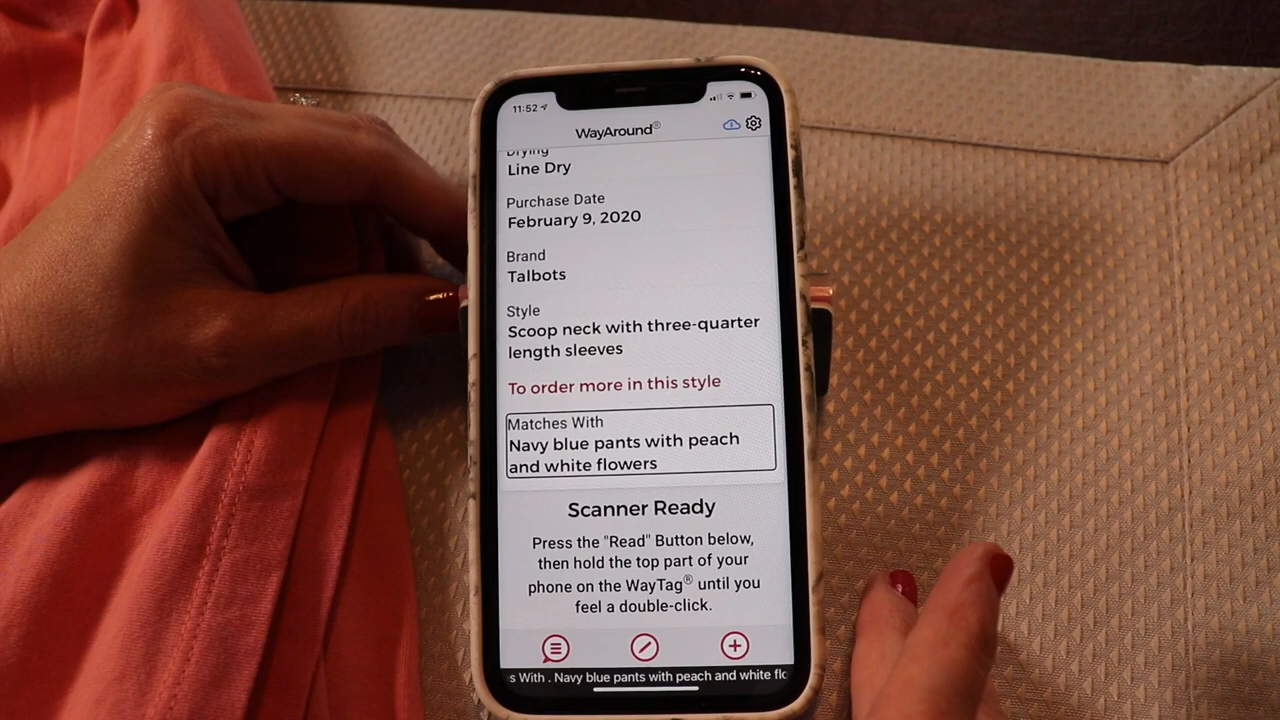 11:52
WayAround®
Drying
Line Dry
Purchase Date
February 9, 2020
Brand
Talbots
Style
Scoop neck with three-quarter
length sleeves
To order more in this style
Matches With
Navy blue pants with peach
and white flowers
Scanner Ready
Press the "Read" Button below,
then hold the top part of your
phone on the WayTag® until you
feel a double-click.
s With . Navy blue pants with peach and white flo